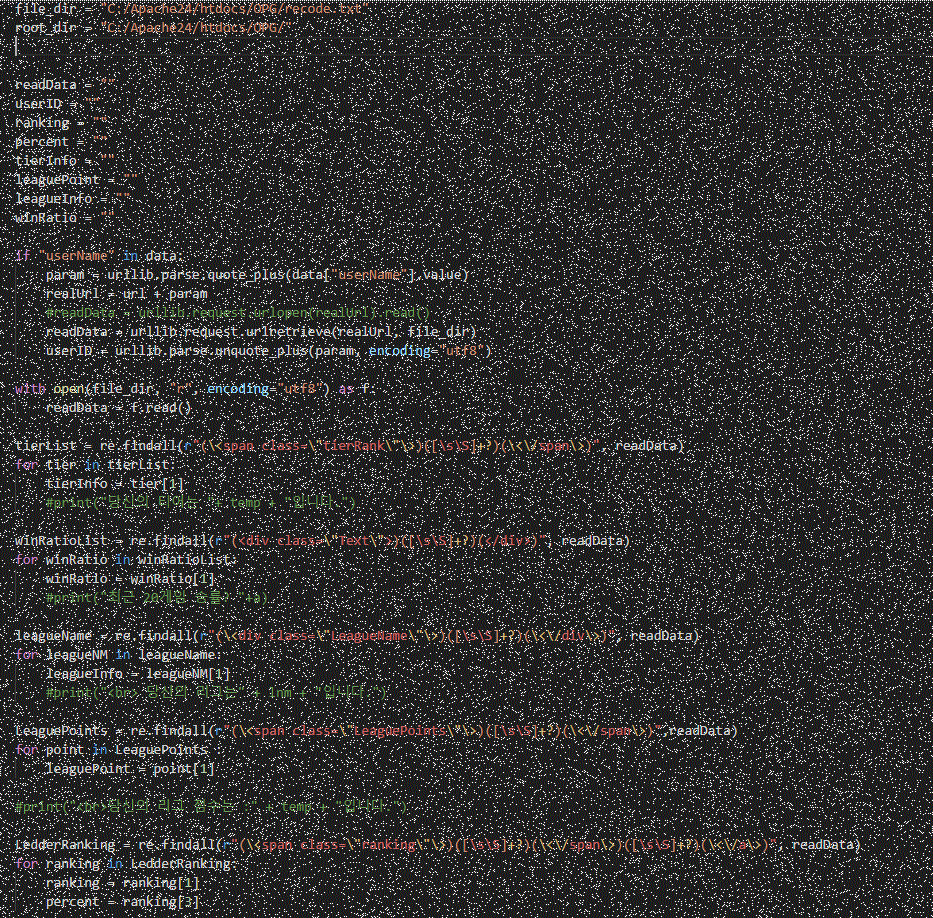 file_dir = "C:/Apache24/htdocs/OPG/recode.txt"
root_dir = "C:/Apache24/htdocs/OPG/"
readData = ""
userID = ""
ranking = ""
percent = ""
tierInfo = ""
leaguePoint = ""
leagueInfo = ""
winRatio = ""
if "userName" in data:
param = urllib.parse.quote_plus(data["userName"].value)
realUrl = url + param
#readData = urllib.request.urlopen(realUrl).read()
readData = urllib.request.urlretrieve(realUrl, file_dir)
userID = urllib.parse.unquote_plus(param, encoding="utf8")
with open(file_dir, "r", encoding="utf8") as f:
readData = f.read()
tierList = re.findall(r"(\<span class=\"tierRank\"\>)([\s\S]+?)(\<\/span\>)", readData)
for tier in tierList:
tierInfo = tier[1]
#print("당신의 티어는 " + temp + "입니다.")
winRatioList = re.findall(r"(<div class=\"Text\">)([\s\S]+?)(</div>)", readData)
for winRatio in winRatioList:
winRatio = winRatio[1]
#print("최근 20게임 승률?
leagueName = re.findall(r"(\<div class=\"LeagueName\"\>)([\s\S]+?)(\<\/div\>)", readData)
for leagueNM in leagueName:
leagueInfo = leagueNM[1]
#print("<br> 당신의 리그는" + lnm + "입니다.")
LeaguePoints = re.findall(r"(\<span class=\"LeaguePoints\"\>)([\s\S]+?)(\<\/span\>)",readData)
for point in LeaguePoints :
leaguePoint = point[1]
#print("<br>당신의 리그 점수는 :" + temp + "입니다.")
LedderRanking = re.findall(r"(\<span class=\"ranking\"\>)([\s\S]+?)(\<\/span\>)([\s\S]+?)(\<\/a\>)", readData)
for ranking in LedderRanking:
ranking = ranking[1]
percent = ranking[3]